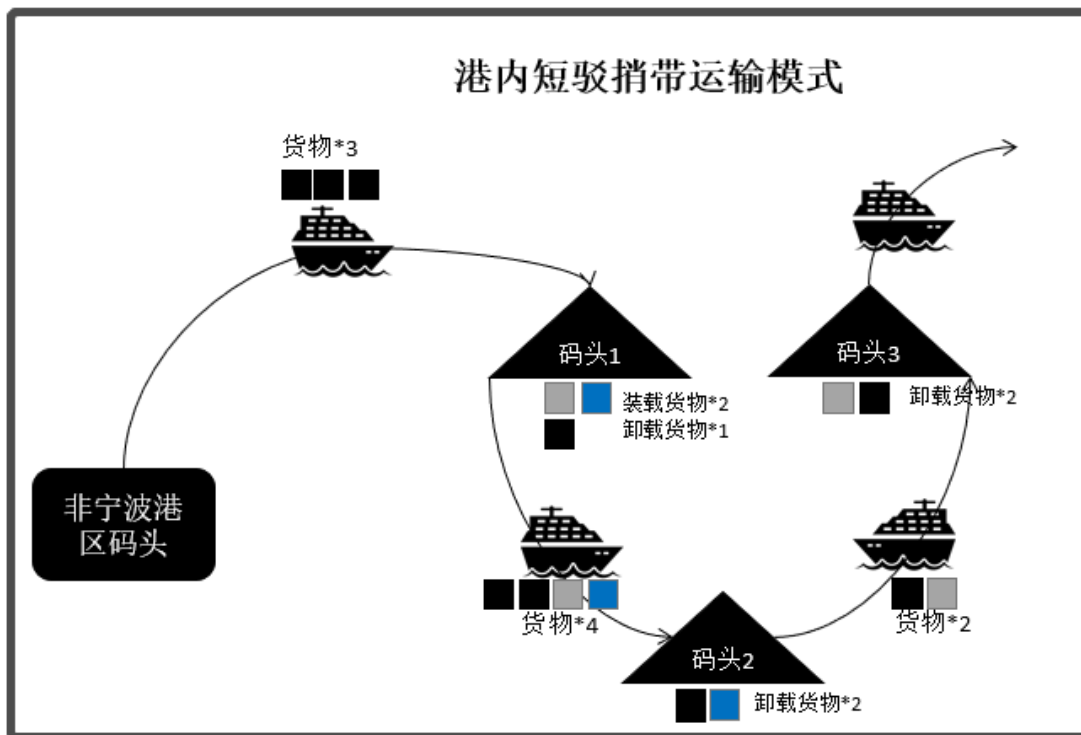 港内短驳捎带运输模式
货物*3
码头1
码头3
装载货物*2
卸载货物*1
卸载货物*2
非宁波港
区码头
货物*4
货物*2
码头2
卸载货物*2